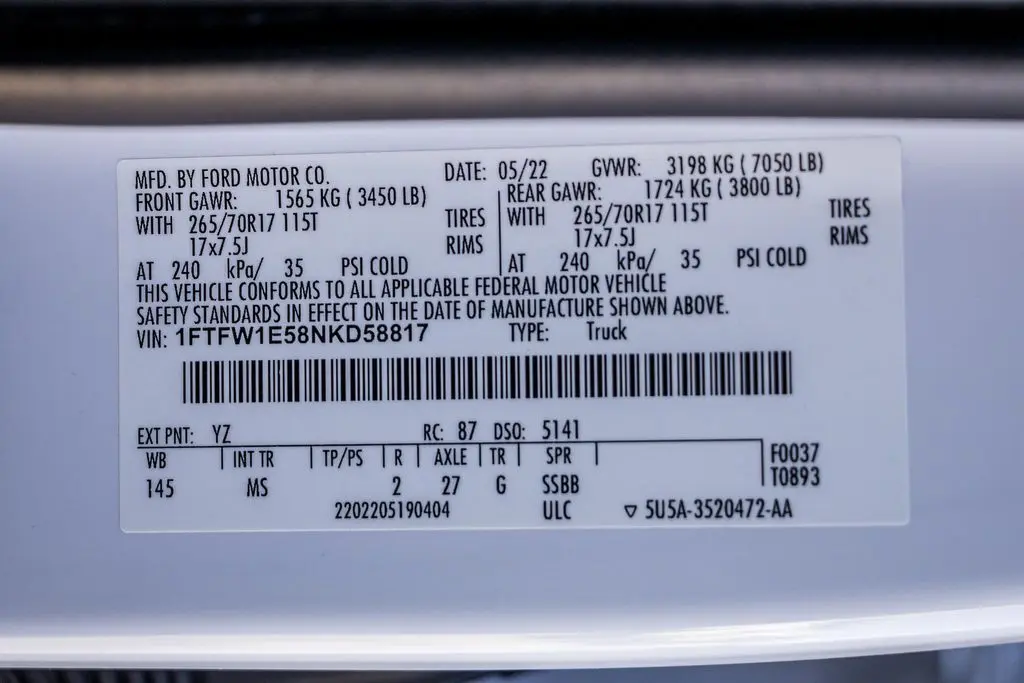 MFD. BY FORD MOTOR CO. DATE: 05/22 GVWR: 3198 KG ( 7050 LB)
FRONT GAWR: 1565 KG ( 3450 LB) REAR GAWR: 1724 KG ( 3800 LB)
WITH 265/70R17 115T TIRES WITH 265/70R17 115T TIRES
17x7.5J RIMS 17x7.5J RIMS
AT 240 kPa/ 35 PSI COLD AT 240 kPa/ 35 PSI COLD
THIS VEHICLE CONFORMS TO ALL APPLICABLE FEDERAL MOTOR VEHICLE
SAFETY STANDARDS IN EFFECT ON THE DATE OF MANUFACTURE SHOWN ABOVE.
VIN: 1FTFW1E58NKD58817 TYPE: Truck
EXT PNT: YZ RC: 87 DSO: 5141
WB INT TR TP/PS R AXLE TR SPR F0037
145 MS 2 27 G SSBB T0893
2202205190404 ULC ▽ 5U5A-3520472-AA